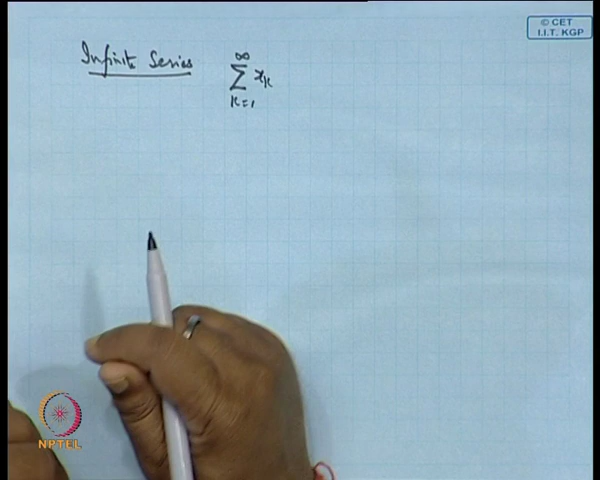 © CET
I.I.T. KGP
Infinite Series ∞
∑ xk
k=1
NPTEL